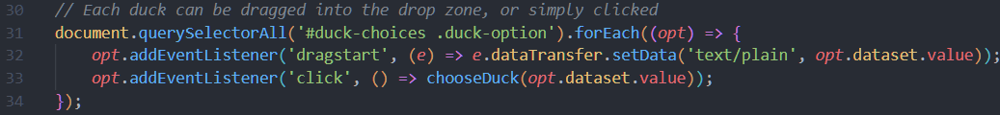 30 // Each duck can be dragged into the drop zone, or simply clicked
31 document.querySelectorAll('#duck-choices .duck-option').forEach((opt) => {
32     opt.addEventListener('dragstart', (e) => e.dataTransfer.setData('text/plain', opt.dataset.value));
33     opt.addEventListener('click', () => chooseDuck(opt.dataset.value));
34 });